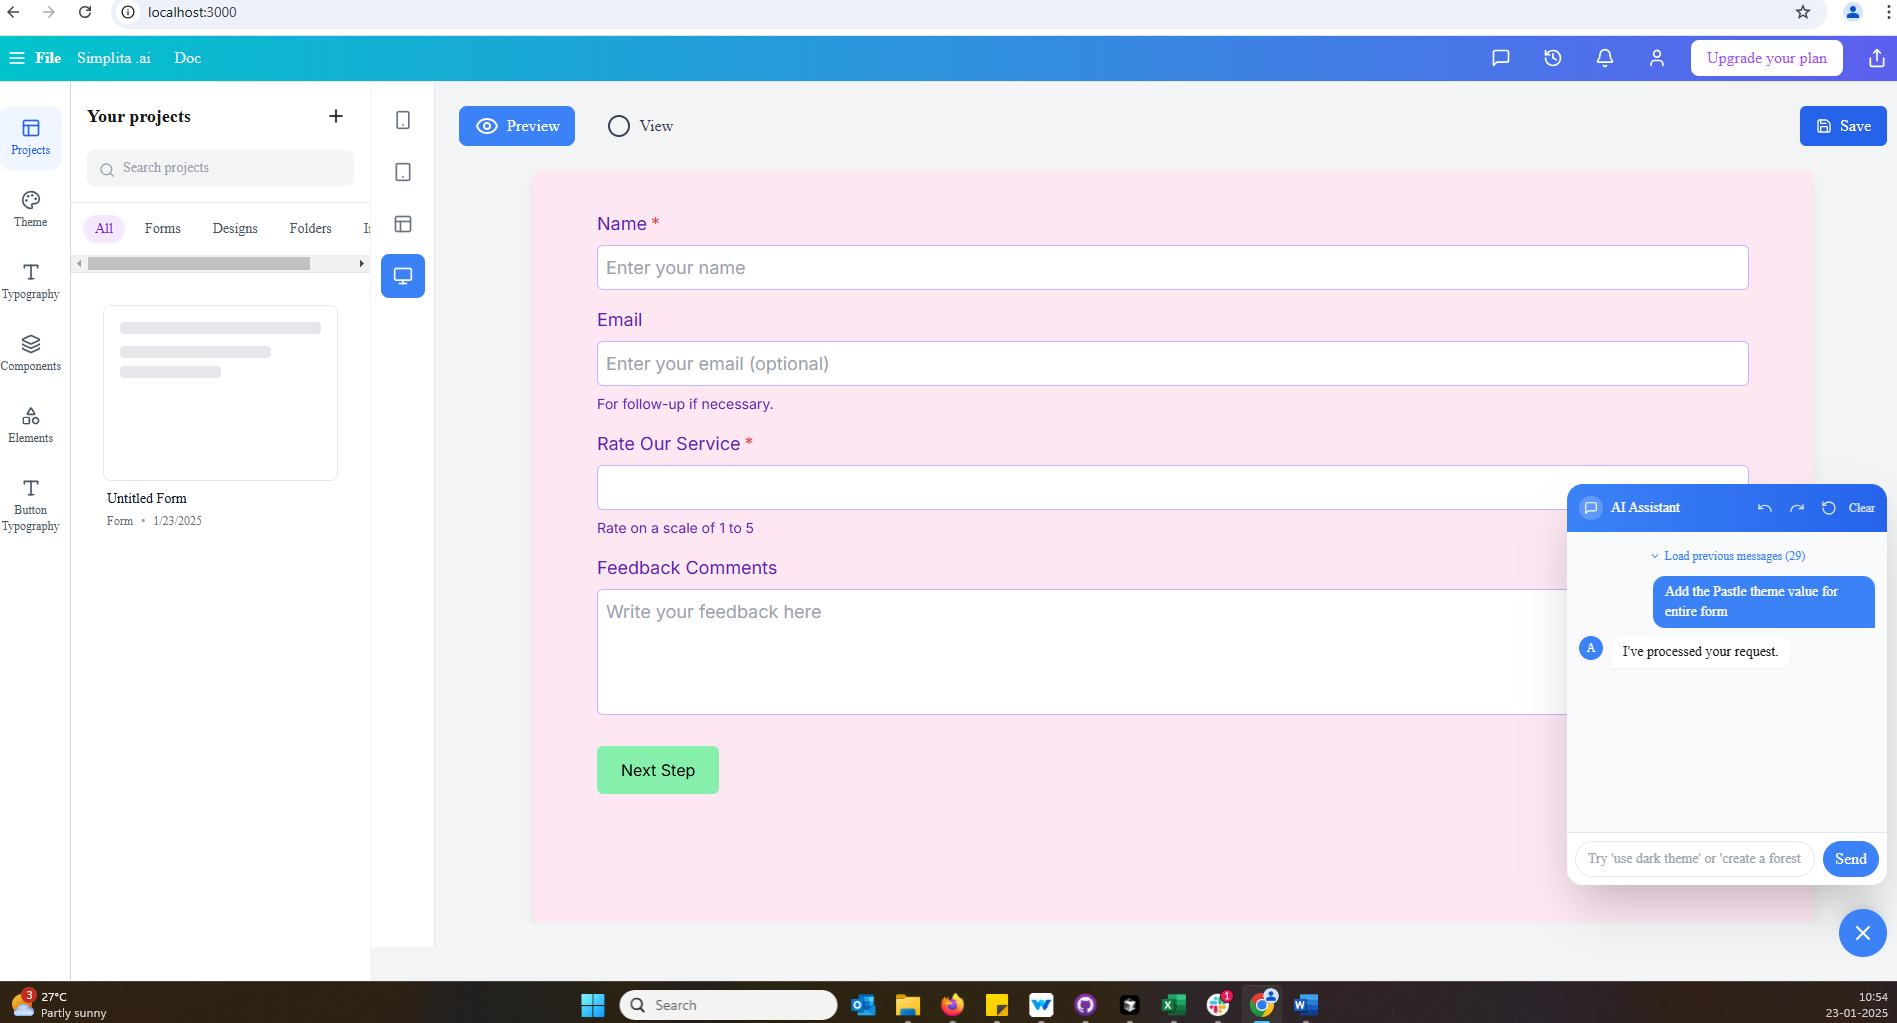 localhost:3000
File Simplita .ai Doc
Upgrade your plan
Projects
Theme
Typography
Components
Elements
Button
Typography
Your projects
Search projects
All Forms Designs Folders
Untitled Form
Form • 1/23/2025
Preview View
Save
Name *
Enter your name
Email
Enter your email (optional)
For follow-up if necessary.
Rate Our Service *
Rate on a scale of 1 to 5
Feedback Comments
Write your feedback here
Next Step
AI Assistant
Clear
Load previous messages (29)
Add the Pastle theme value for
entire form
A
I've processed your request.
Try 'use dark theme' or 'create a forest
Send
3
27°C
Partly sunny
Search
1
10:54
23-01-2025